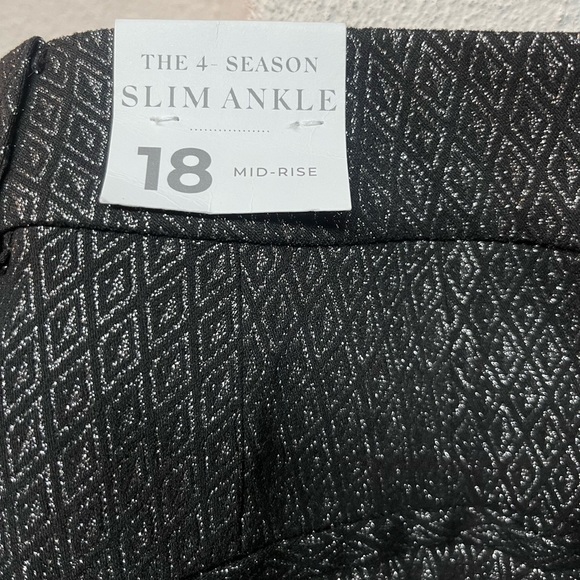 THE 4- SEASON
SLIM ANKLE
18 MID-RISE